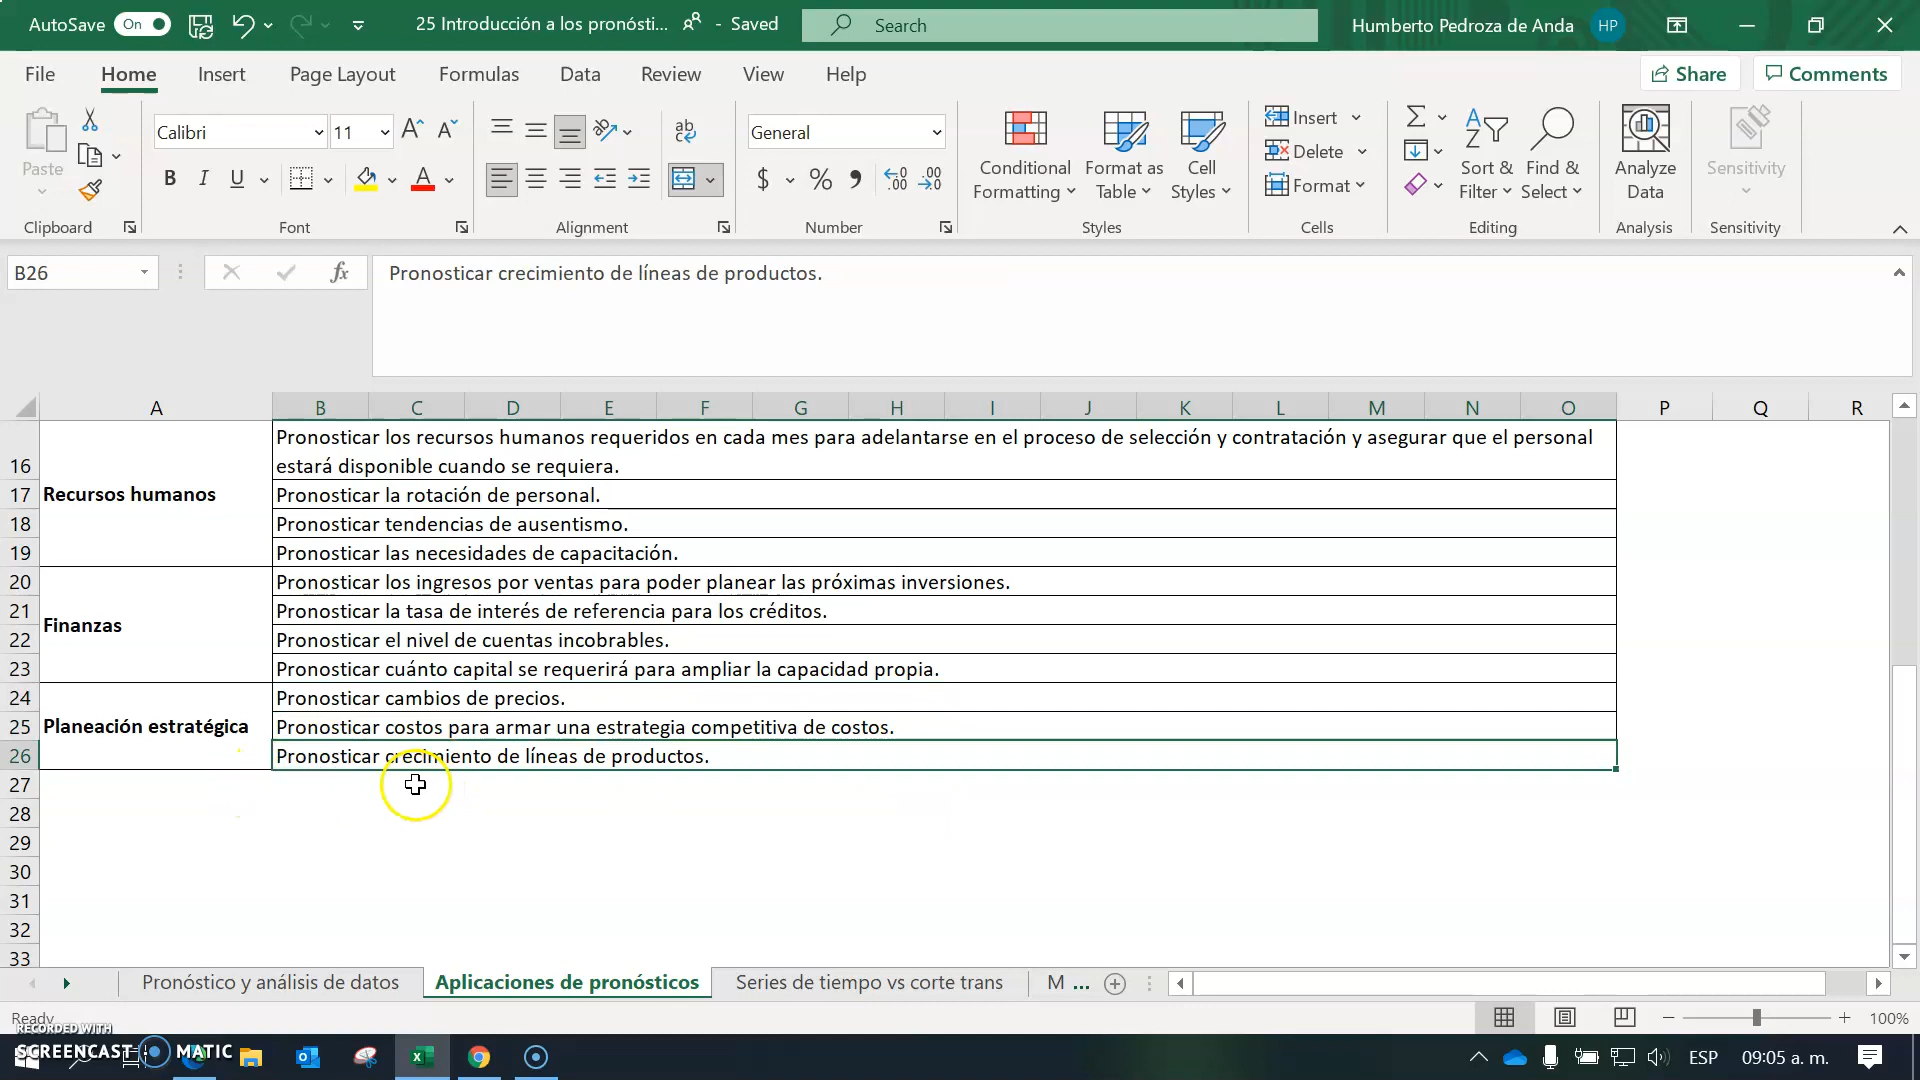 AutoSave On 25 Introducción a los pronósti... - Saved Search Humberto Pedroza de Anda HP
File Home Insert Page Layout Formulas Data Review View Help Share Comments
Paste
Clipboard
Calibri 11
B I U
Font
ab
Alignment
General
$ % 9 .00 .00
Number
Conditional Formatting
Format as Table
Cell Styles
Styles
Insert
Delete
Format
Cells
Sort & Filter
Find & Select
Editing
Analyze Data
Analysis
Sensitivity
Sensitivity
B26 fx Pronosticar crecimiento de líneas de productos.
A B C D E F G H I J K L M N O P Q R
16 Pronosticar los recursos humanos requeridos en cada mes para adelantarse en el proceso de selección y contratación y asegurar que el personal
estará disponible cuando se requiera.
17 Recursos humanos Pronosticar la rotación de personal.
18 Pronosticar tendencias de ausentismo.
19 Pronosticar las necesidades de capacitación.
20 Pronosticar los ingresos por ventas para poder planear las próximas inversiones.
21 Finanzas Pronosticar la tasa de interés de referencia para los créditos.
22 Pronosticar el nivel de cuentas incobrables.
23 Pronosticar cuánto capital se requerirá para ampliar la capacidad propia.
24 Pronosticar cambios de precios.
25 Planeación estratégica Pronosticar costos para armar una estrategia competitiva de costos.
26 Pronosticar crecimiento de líneas de productos.
27
28
29
30
31
32
33
Pronóstico y análisis de datos Aplicaciones de pronósticos Series de tiempo vs corte trans M ...
Ready 100%
RECORDED WITH
SCREENCAST MATIC
ESP 09:05 a. m.